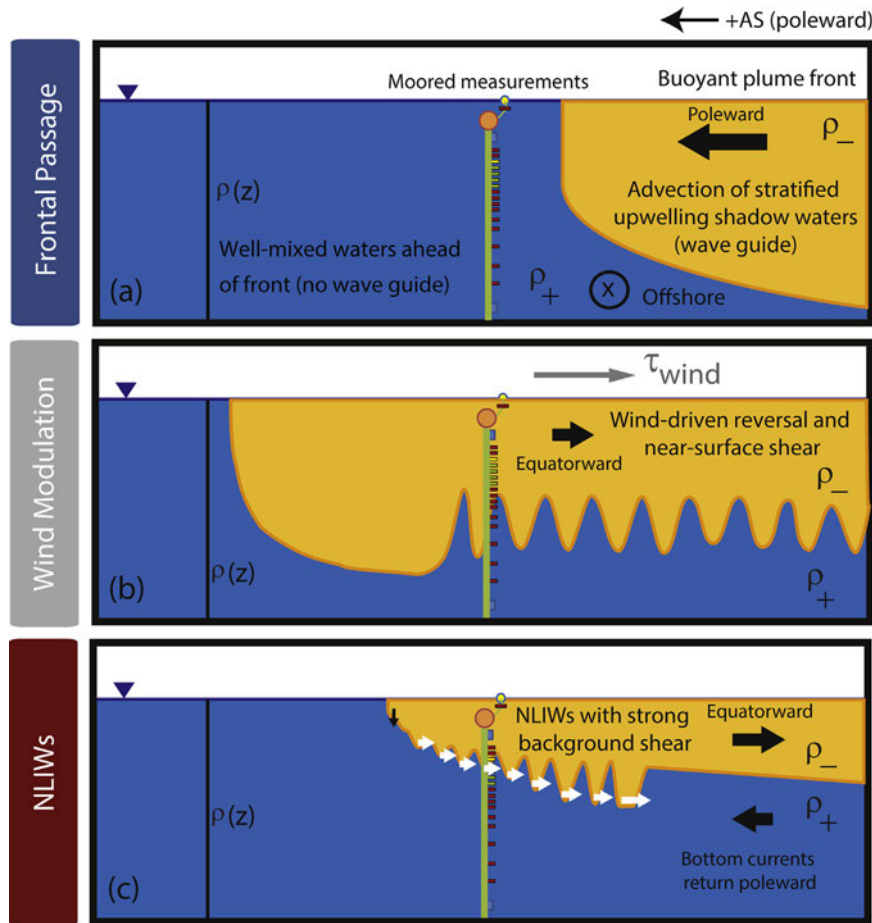 +AS (poleward)
Frontal Passage
Moored measurements
Buoyant plume front
Poleward
ρ_
ρ(z)
Advection of stratified
upwelling shadow waters
(wave guide)
Well-mixed waters ahead
of front (no wave guide)
ρ+
x
Offshore
(a)
Wind Modulation
τwind
Wind-driven reversal and
near-surface shear
Equatorward
ρ_
ρ(z)
ρ+
(b)
NLIWs
NLIWs with strong
background shear
Equatorward
ρ_
ρ(z)
ρ+
Bottom currents
return poleward
(c)